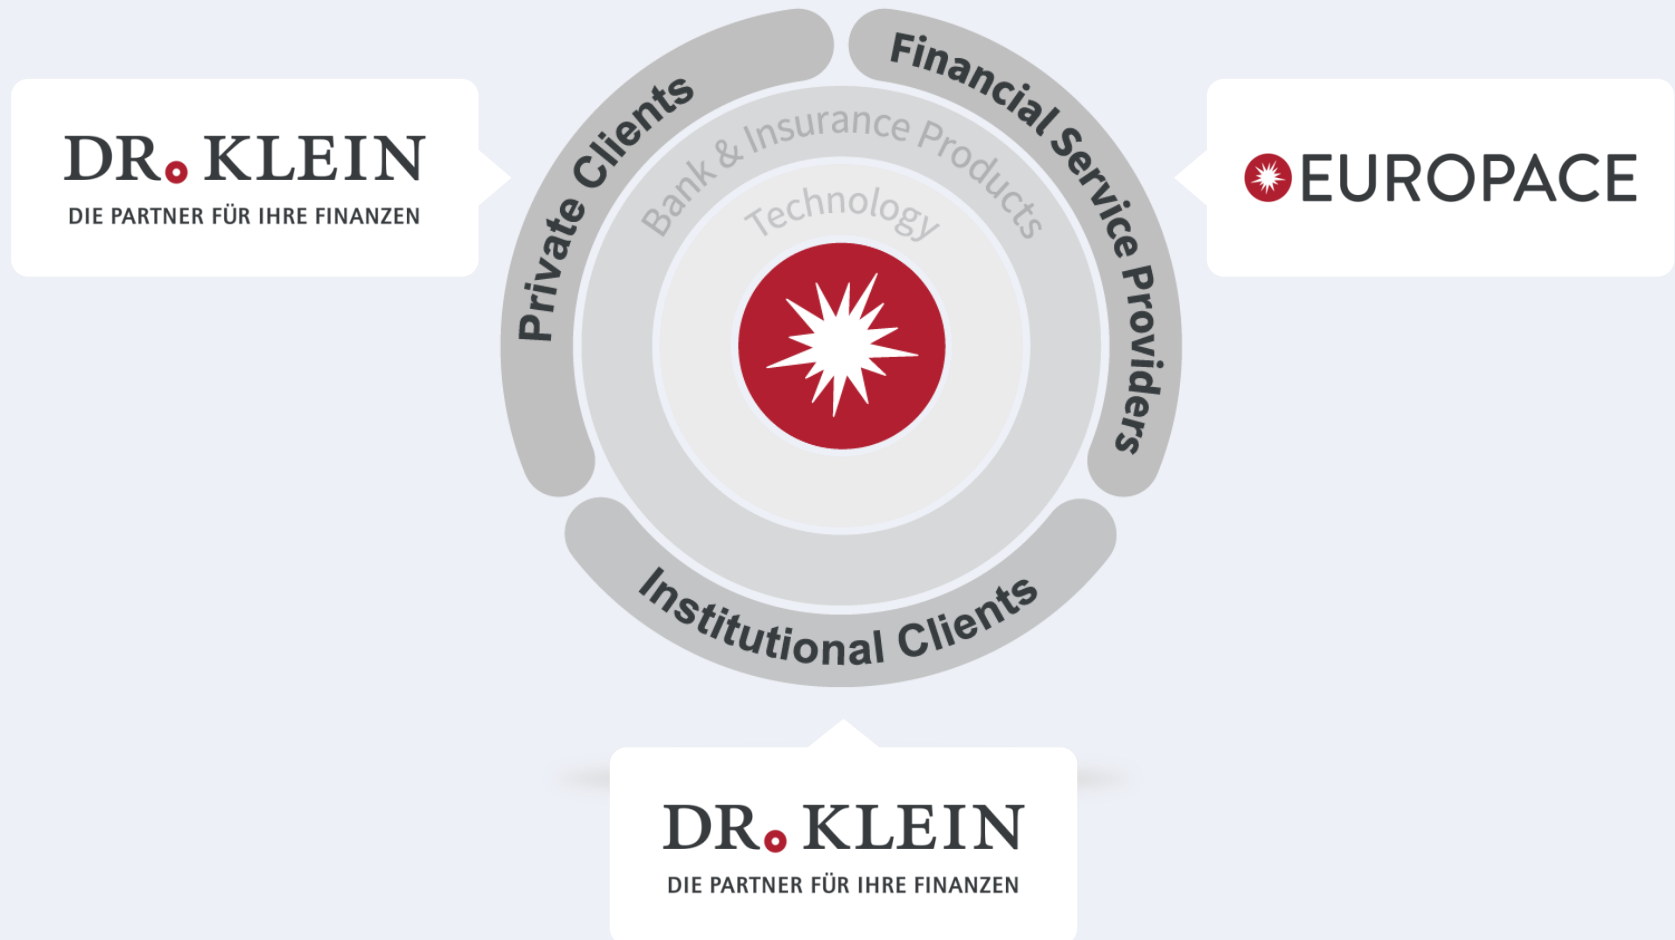 DR. KLEIN
DIE PARTNER FÜR IHRE FINANZEN
Private Clients
Financial Service Providers
Bank & Insurance Products
Technology
EUROPACE
Institutional Clients
DR. KLEIN
DIE PARTNER FÜR IHRE FINANZEN